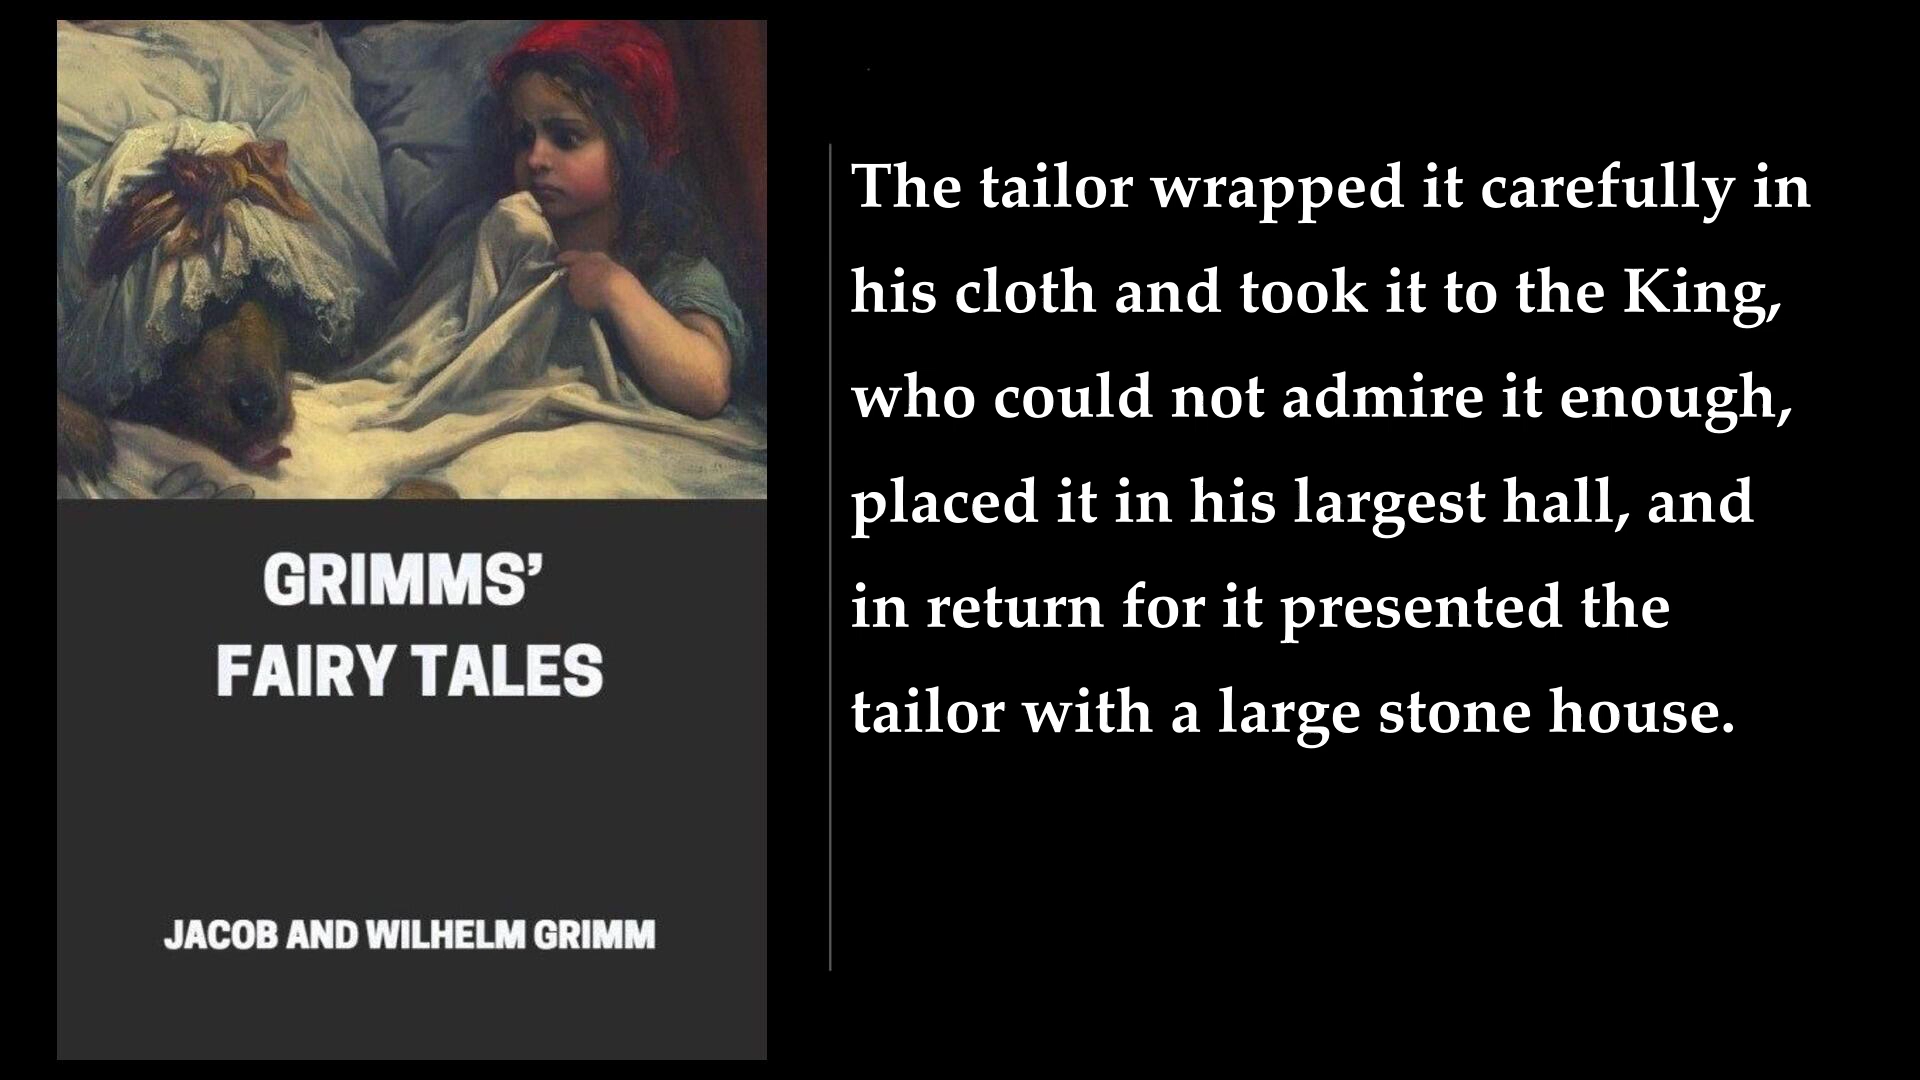 GRIMMS’
FAIRY TALES
JACOB AND WILHELM GRIMM
The tailor wrapped it carefully in
his cloth and took it to the King,
who could not admire it enough,
placed it in his largest hall, and
in return for it presented the
tailor with a large stone house.